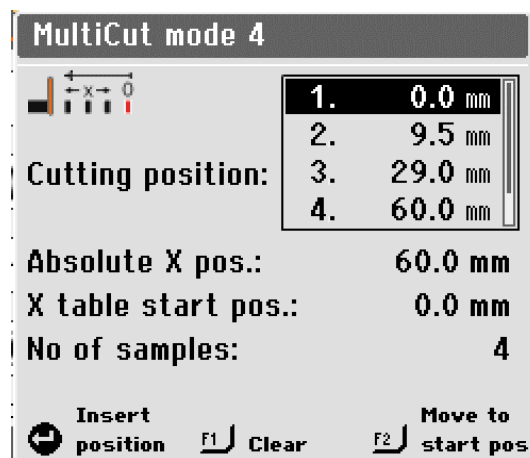 MultiCut mode 4
x 0
1. 0.0 mm
2. 9.5 mm
Cutting position: 3. 29.0 mm
4. 60.0 mm
Absolute X pos.: 60.0 mm
X table start pos.: 0.0 mm
No of samples: 4
Insert Move to
position F1 Clear F2 start pos